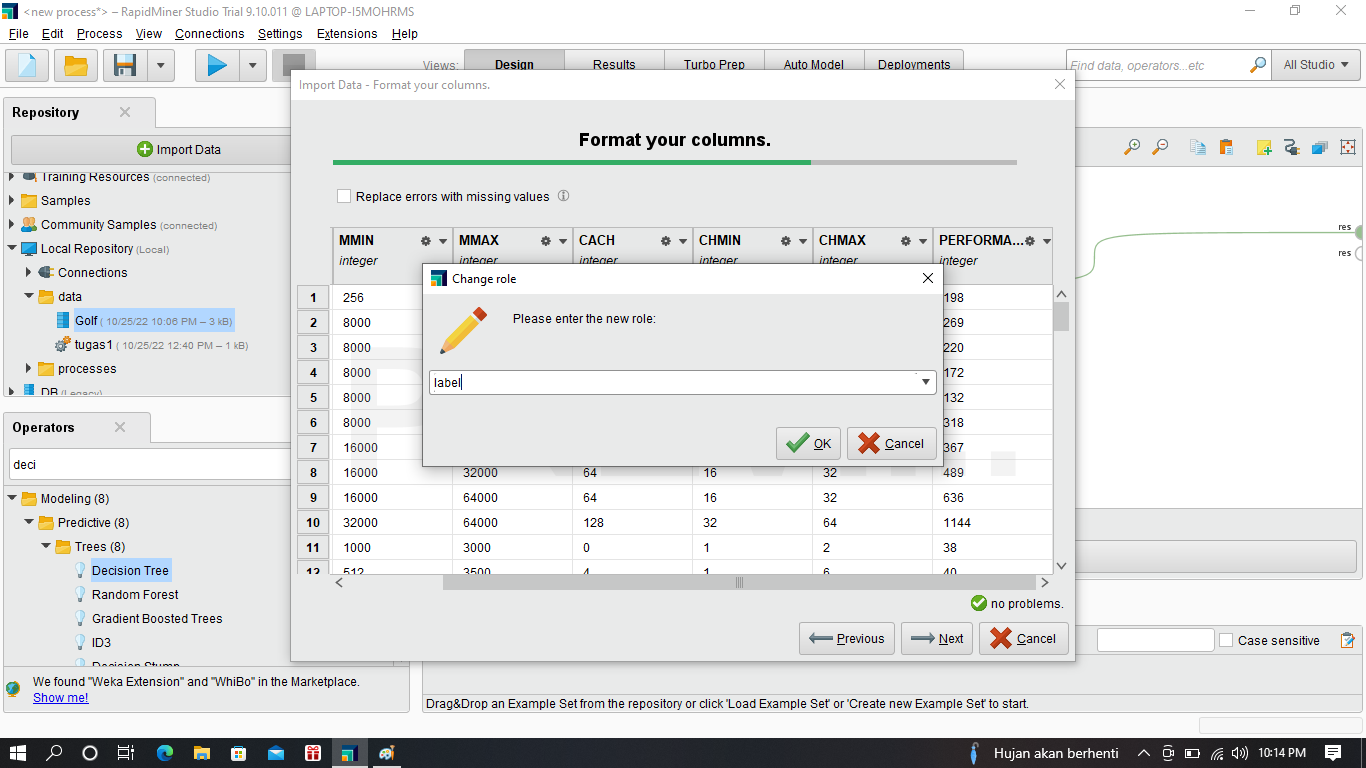 <new process*> – RapidMiner Studio Trial 9.10.011 @ LAPTOP-I5MOHRMS
File Edit Process View Connections Settings Extensions Help
Views: Design Results Turbo Prep Auto Model Deployments
Find data, operators...etc
All Studio
Import Data - Format your columns.
Repository
Import Data
Training Resources (connected)
Samples
Community Samples (connected)
Local Repository (Local)
Connections
data
Golf ( 10/25/22 10:06 PM – 3 kB)
tugas1 ( 10/25/22 12:40 PM – 1 kB)
processes
DB (Legacy)
Operators
deci
Modeling (8)
Predictive (8)
Trees (8)
Decision Tree
Random Forest
Gradient Boosted Trees
ID3
Decision Stump
We found "Weka Extension" and "WhiBo" in the Marketplace.
Show me!
Format your columns.
Replace errors with missing values
MMIN MMAX CACH CHMIN CHMAX PERFORMA...
integer integer integer integer integer integer
Change role
Please enter the new role:
label
OK Cancel
1 256 198
2 8000 269
3 8000 220
4 8000 172
5 8000 132
6 8000 318
7 16000 367
8 16000 32000 64 16 32 489
9 16000 64000 64 16 32 636
10 32000 64000 128 32 64 1144
11 1000 3000 0 1 2 38
12 512 3500 4 1 6 40
no problems.
Previous Next Cancel
res
res
Case sensitive
Drag&Drop an Example Set from the repository or click 'Load Example Set' or 'Create new Example Set' to start.
Hujan akan berhenti
10:14 PM